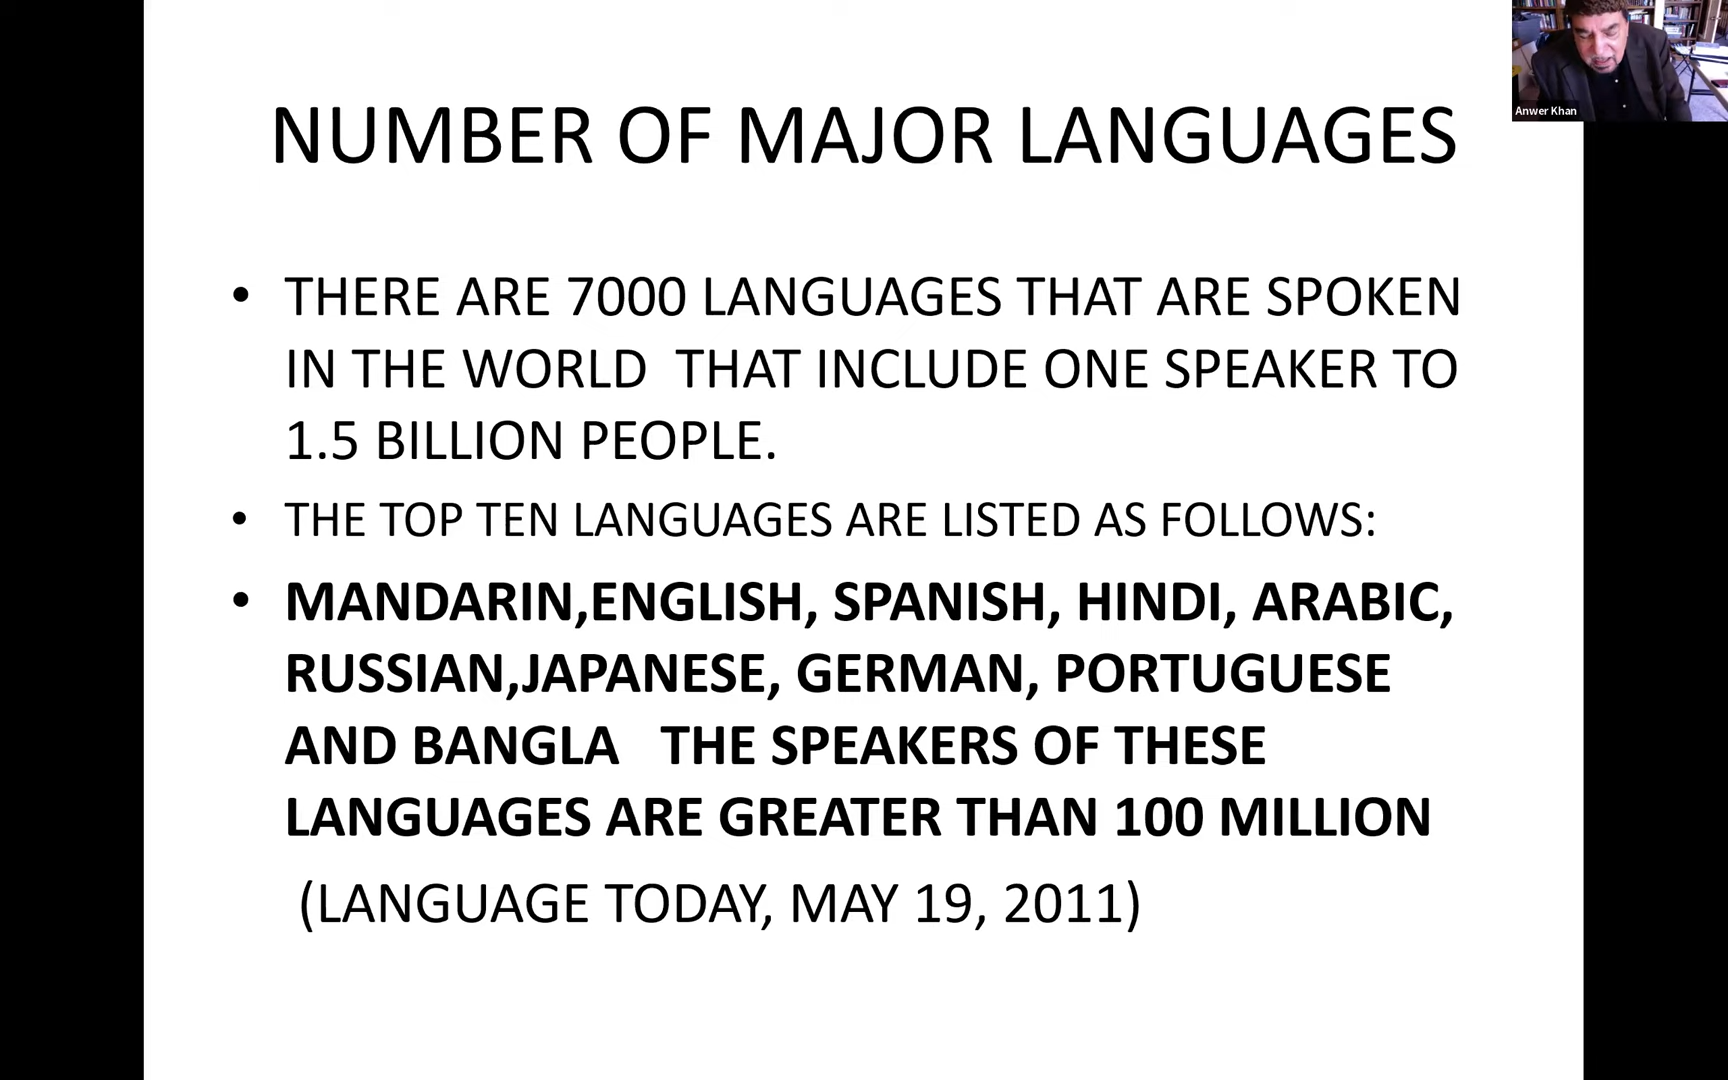 NUMBER OF MAJOR LANGUAGES
Anwer Khan
• THERE ARE 7000 LANGUAGES THAT ARE SPOKEN
IN THE WORLD  THAT INCLUDE ONE SPEAKER TO
1.5 BILLION PEOPLE.
• THE TOP TEN LANGUAGES ARE LISTED AS FOLLOWS:
• MANDARIN,ENGLISH, SPANISH, HINDI, ARABIC,
RUSSIAN,JAPANESE, GERMAN, PORTUGUESE
AND BANGLA   THE SPEAKERS OF THESE
LANGUAGES ARE GREATER THAN 100 MILLION
(LANGUAGE TODAY, MAY 19, 2011)